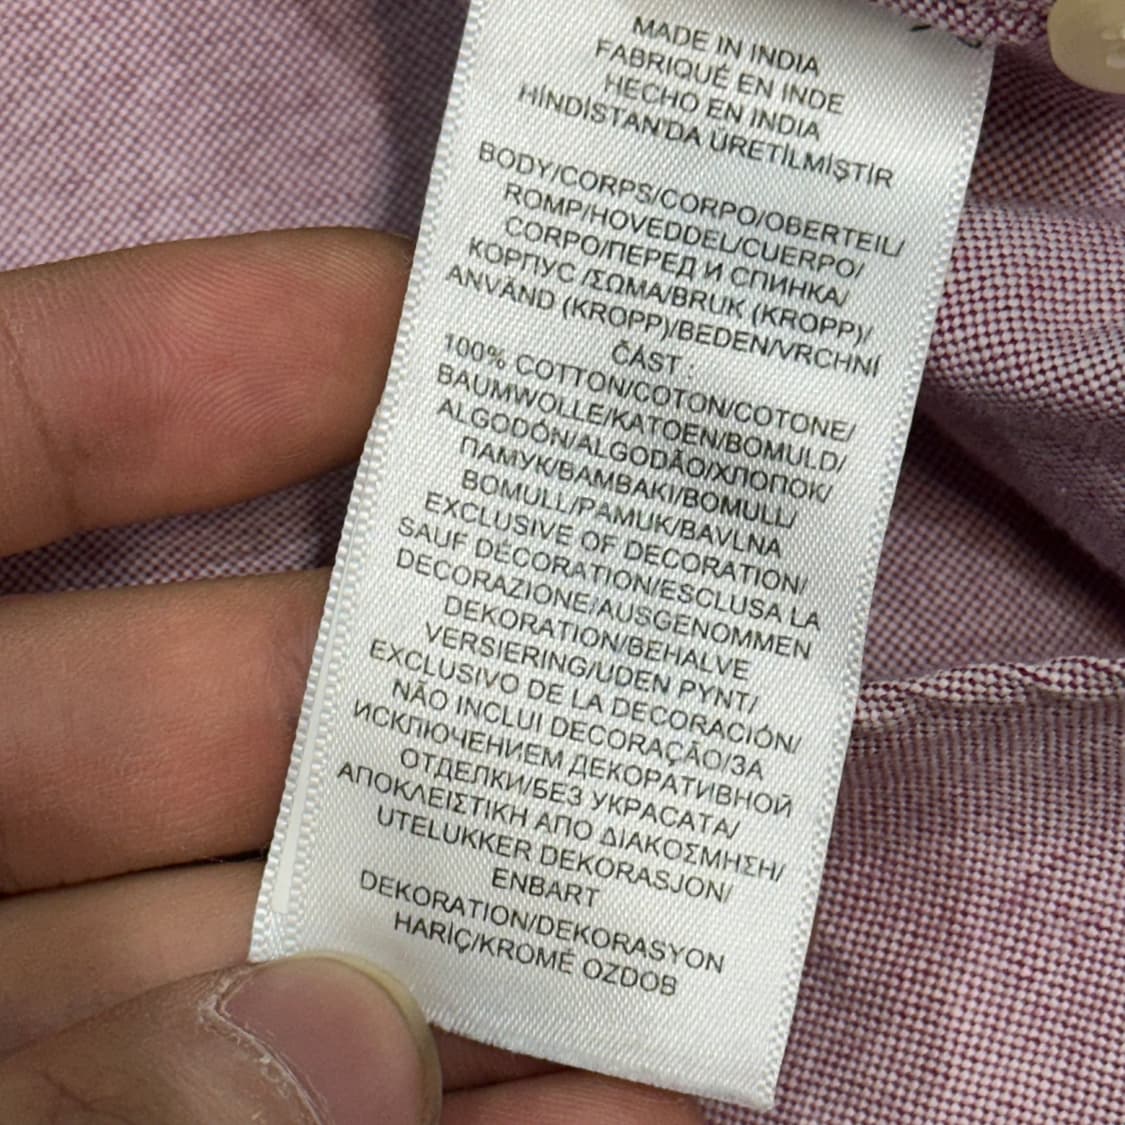 MADE IN INDIA
FABRIQUÉ EN INDE
HECHO EN INDIA
HİNDİSTAN'DA ÜRETİLMİŞTİR
BODY/CORPS/CORPO/OBERTEIL/
ROMP/HOVEDDEL/CUERPO/
CORPO/ПЕРЕД И СПИНКА/
КОРПУС /ΣΩΜΑ/BRUK (KROPP)/
ANVÄND (KROPP)/BEDEN/VRCHNÍ
ČÁST :
100% COTTON/COTON/COTONE/
BAUMWOLLE/KATOEN/BOMULD/
ALGODÓN/ALGODÃO/ХЛОПОК/
ПАМУК/ΒΑΜΒΑΚΙ/BOMULL/
BOMULL/PAMUK/BAVLNA
EXCLUSIVE OF DECORATION/
SAUF DÉCORATION/ESCLUSA LA
DECORAZIONE/AUSGENOMMEN
DEKORATION/BEHALVE
VERSIERING/UDEN PYNT/
EXCLUSIVO DE LA DECORACIÓN/
NÃO INCLUI DECORAÇÃO/ЗА
ИСКЛЮЧЕНИЕМ ДЕКОРАТИВНОЙ
ОТДЕЛКИ/БЕЗ УКРАСАТА/
ΑΠΟΚΛΕΙΣΤΙΚΗ ΑΠΟ ΔΙΑΚΟΣΜΗΣΗ/
UTELUKKER DEKORASJON/
ENBART
DEKORATION/DEKORASYON
HARİÇ/KROMĚ OZDOB